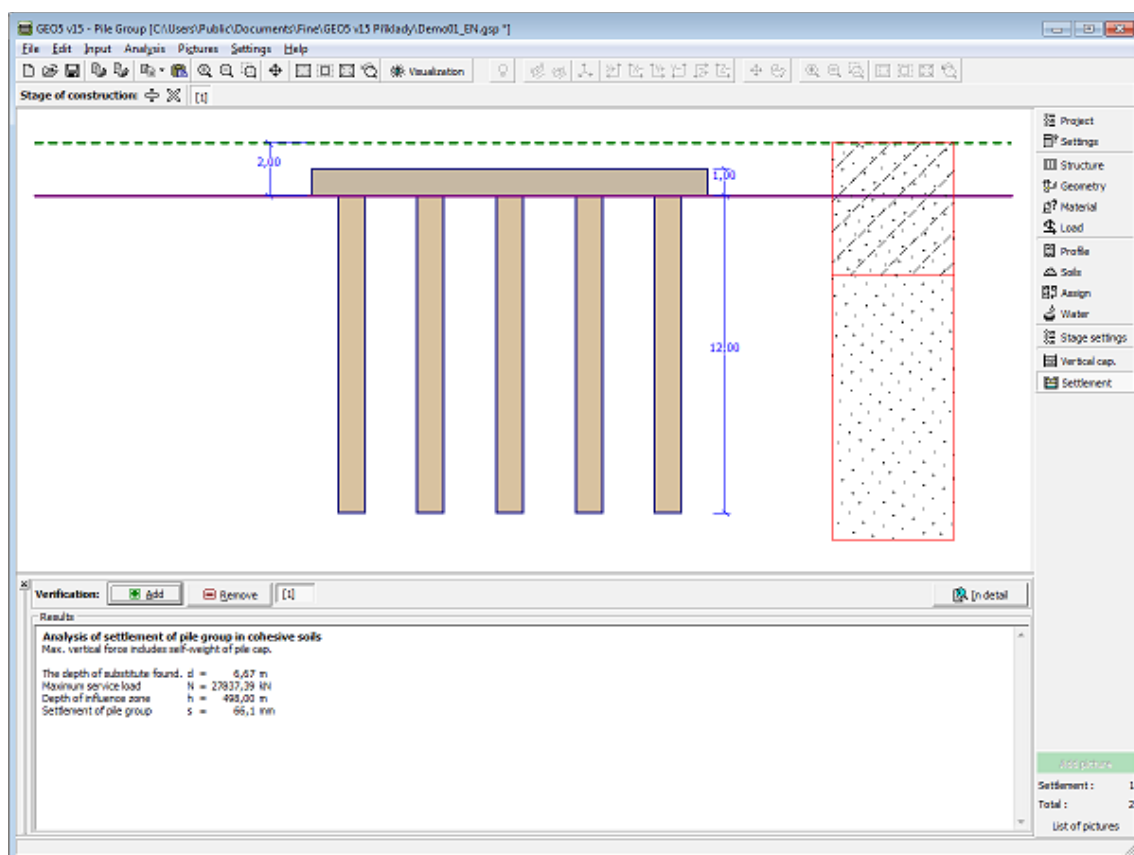 GEO5 v15 - Pile Group [C:\Users\Public\Documents\Fine\GEO5 v15 Příklady\Demo01_EN.gsp *]
File Edit Input Analysis Pictures Settings Help
Visualization
Stage of construction: [1]
2,00
1,00
12,00
Project
Settings
Structure
Geometry
Material
Load
Profile
Soils
Assign
Water
Stage settings
Vertical cap.
Settlement
Verification: Add Remove [1] In detail
Results
Analysis of settlement of pile group in cohesive soils
Max. vertical force includes self-weight of pile cap.
The depth of substitute found. d = 6,67 m
Maximum service load N = 27837,39 kN
Depth of influence zone h = 498,00 m
Settlement of pile group s = 66,1 mm
Add picture
Settlement : 1
Total : 2
List of pictures